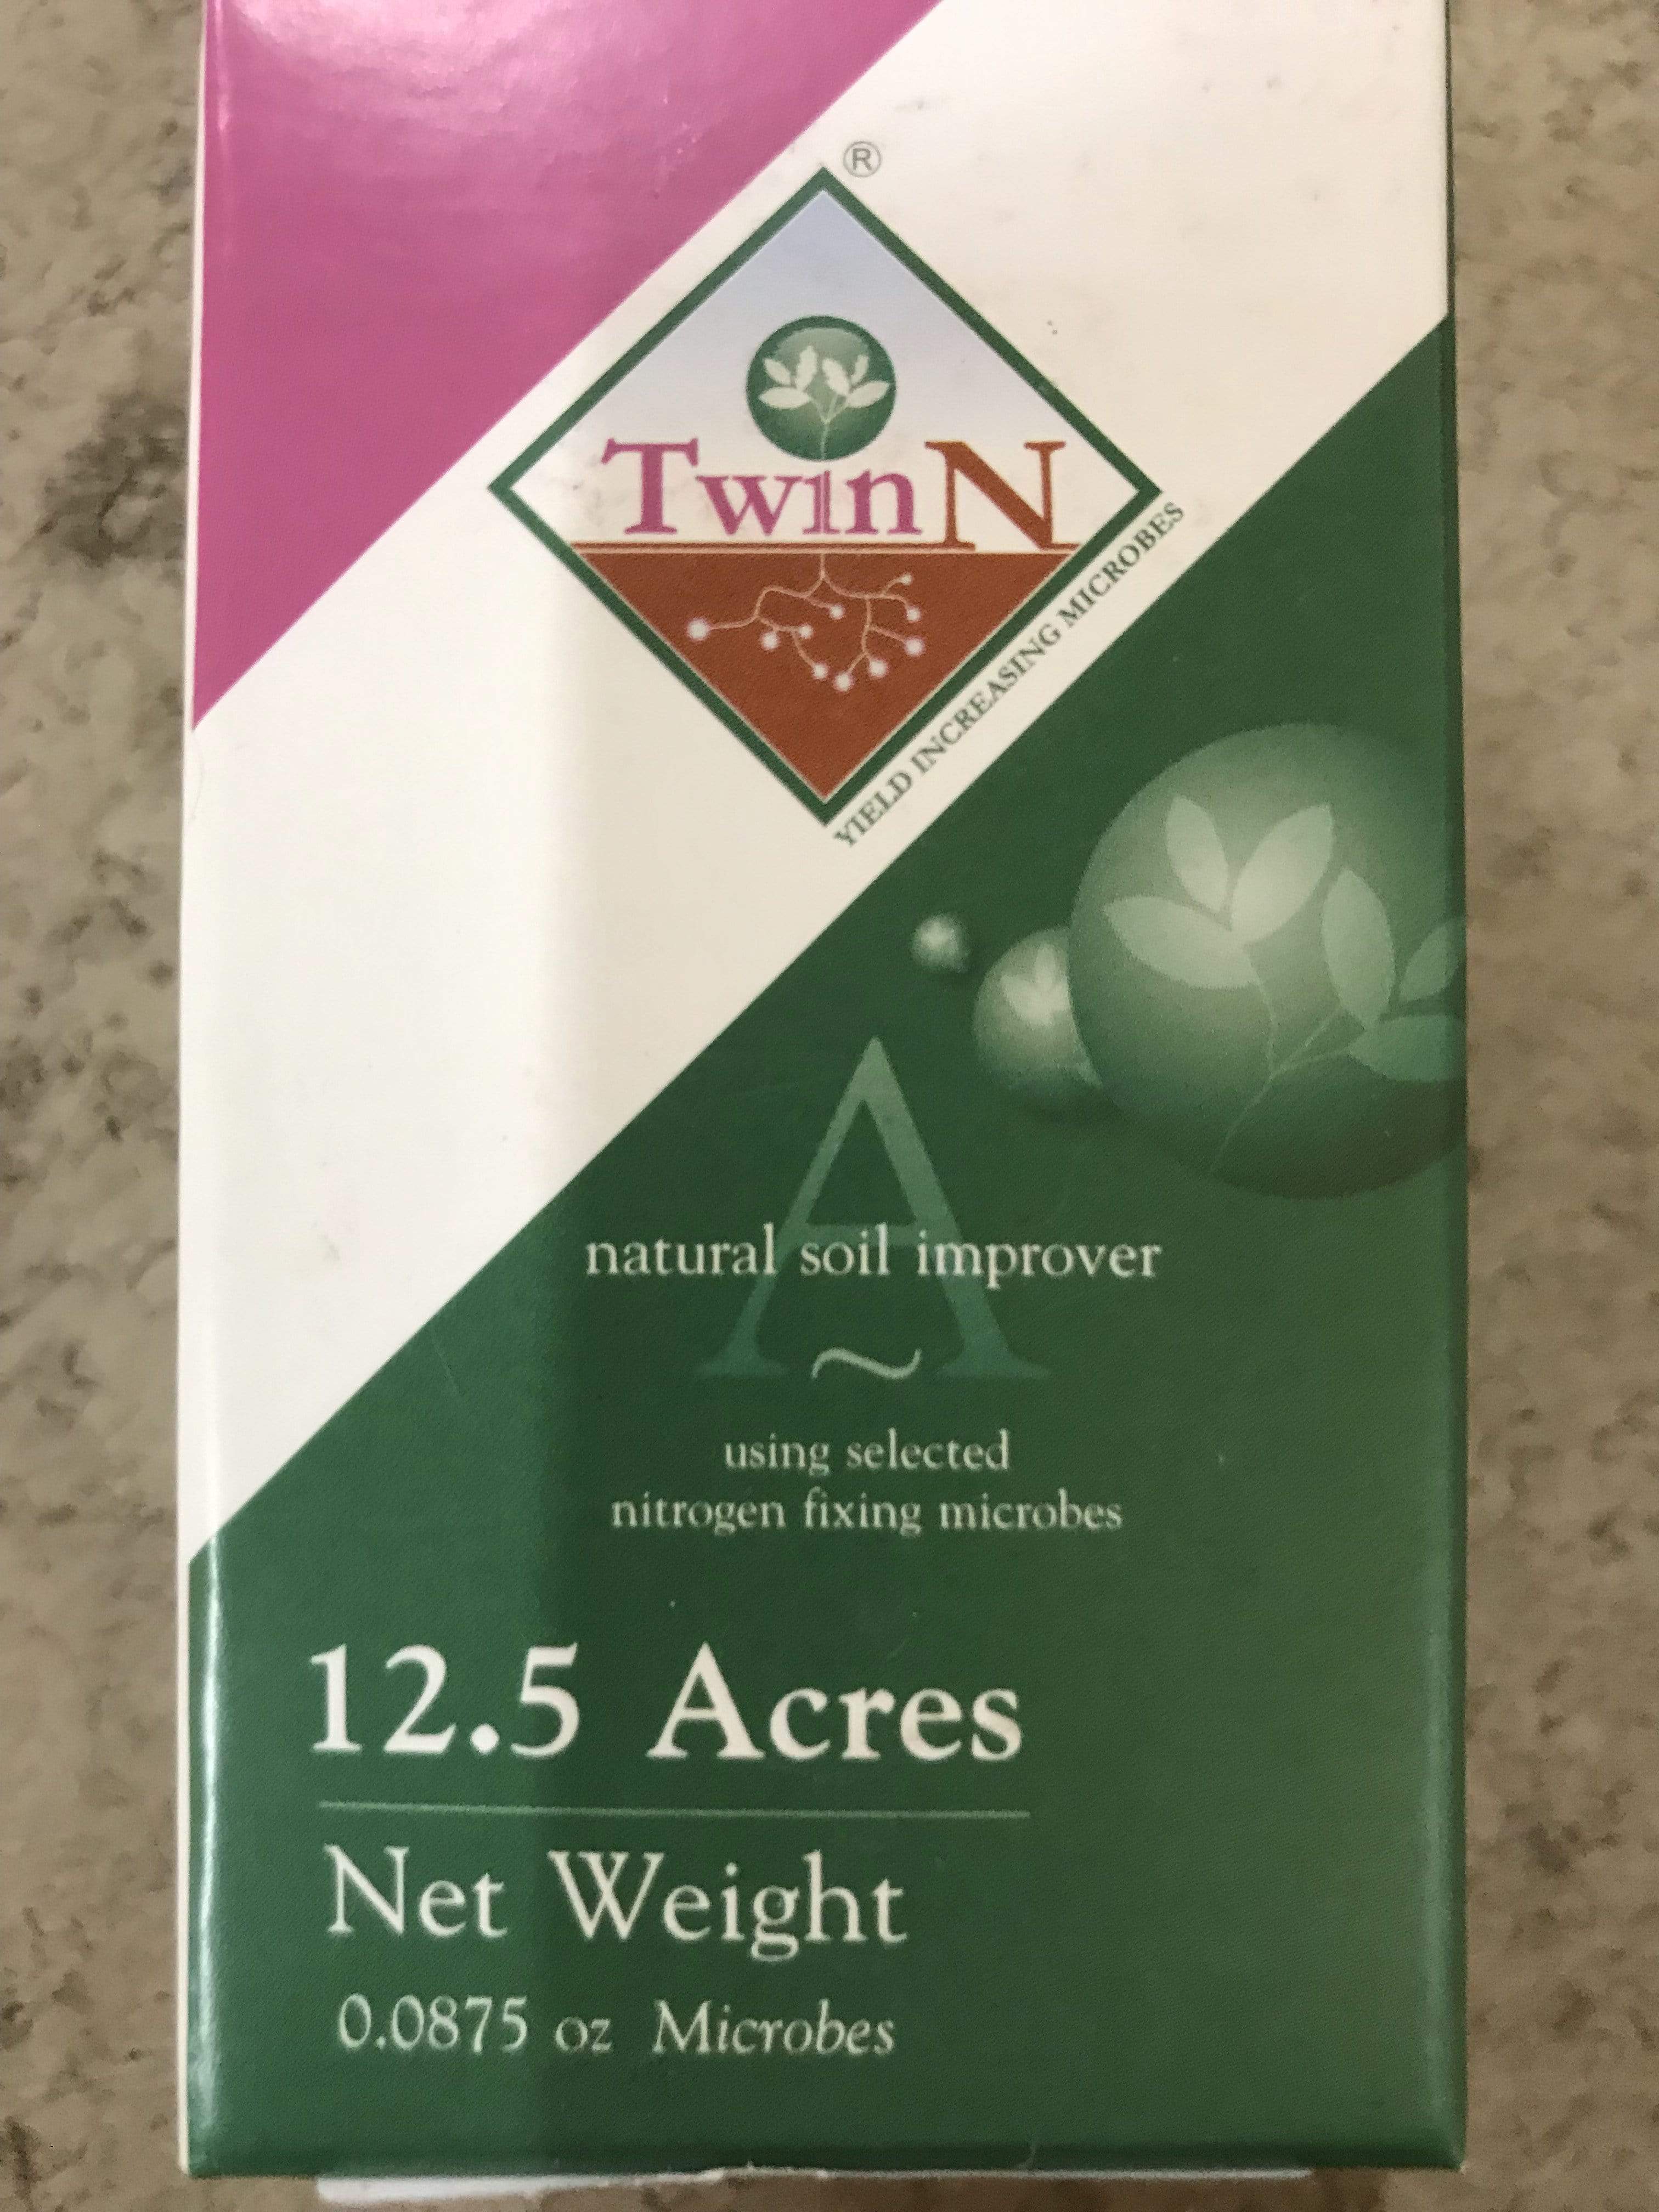 ®
TwinN
YIELD INCREASING MICROBES
A
natural soil improver
~
using selected
nitrogen fixing microbes
12.5 Acres
Net Weight
0.0875 oz Microbes